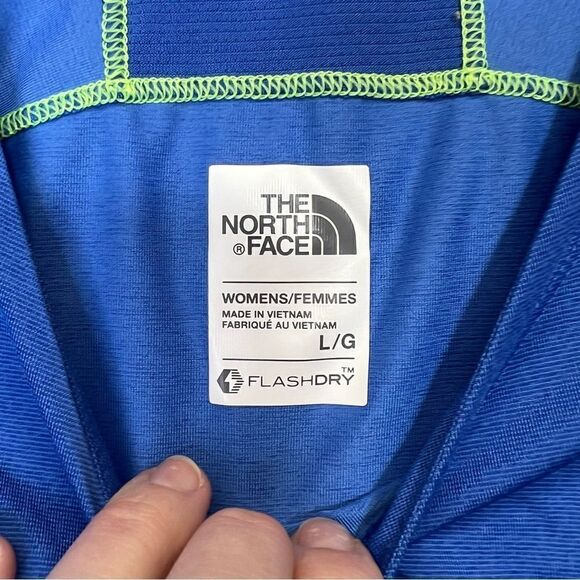 THE
NORTH
® FACE
WOMENS/FEMMES
MADE IN VIETNAM
FABRIQUÉ AU VIETNAM
L/G
FLASHDRY™